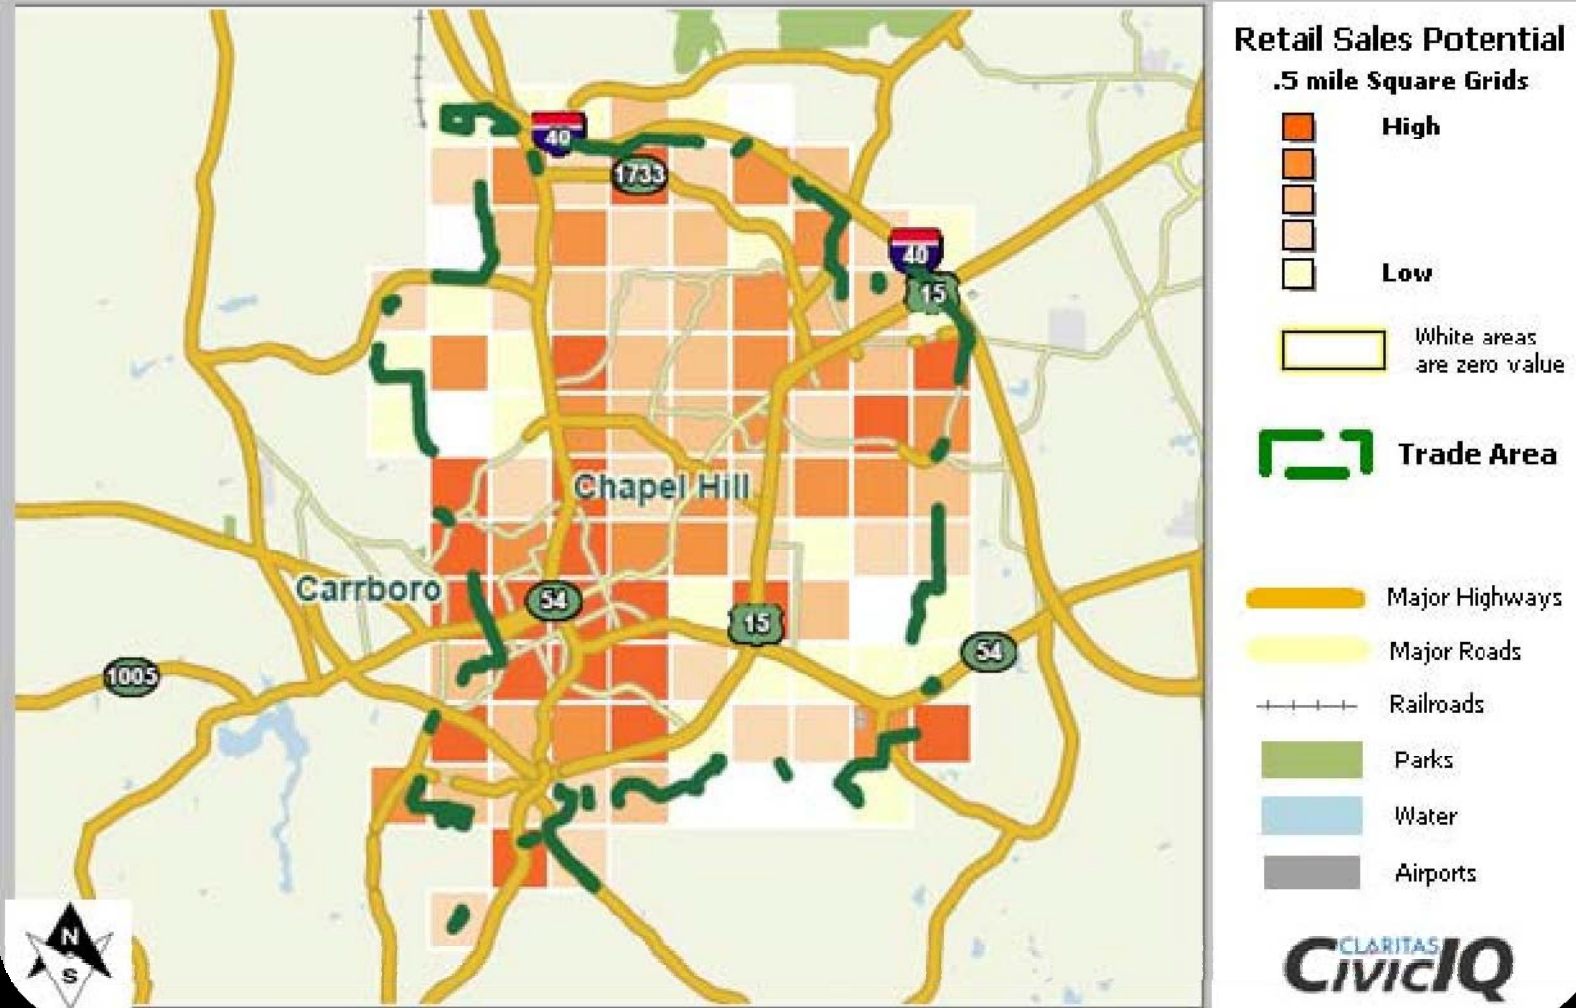 40
1733
40
15
Chapel Hill
Carrboro
54
15
54
1005
N
S
Retail Sales Potential
.5 mile Square Grids
High
Low
White areas
are zero value
Trade Area
Major Highways
Major Roads
Railroads
Parks
Water
Airports
CLARITAS
CIVICIQ